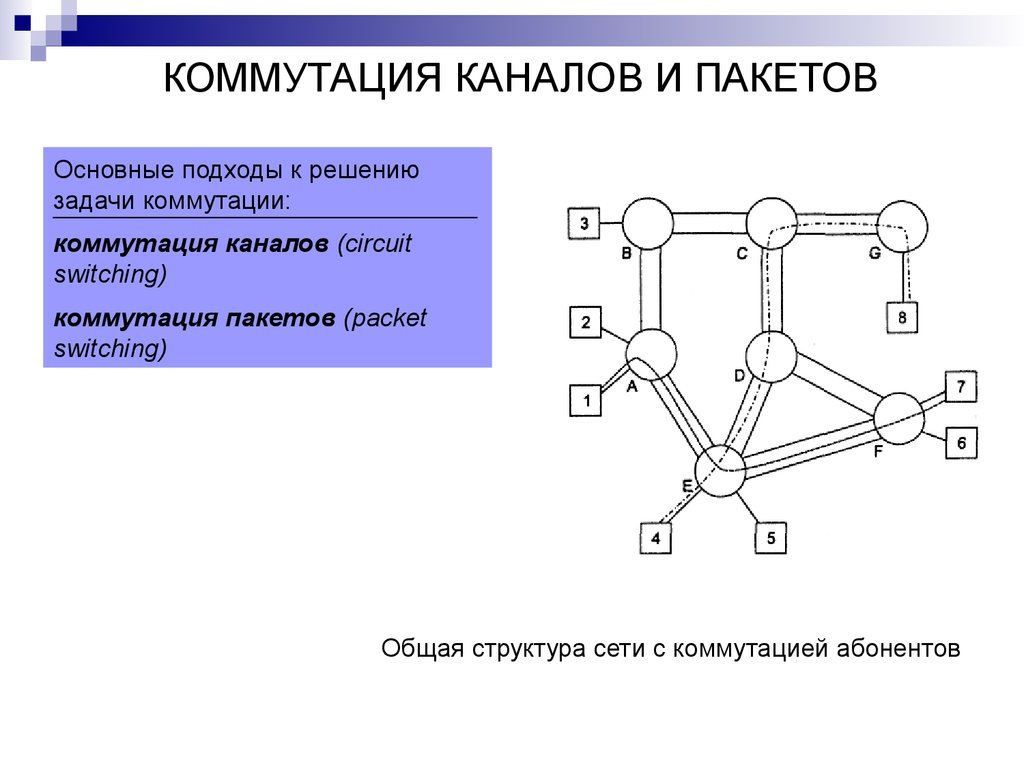 КОММУТАЦИЯ КАНАЛОВ И ПАКЕТОВ
Основные подходы к решению
задачи коммутации:
коммутация каналов (circuit
switching)
коммутация пакетов (packet
switching)
3
B
C
G
2
8
A
D
1
7
F
6
E
4
5
Общая структура сети с коммутацией абонентов